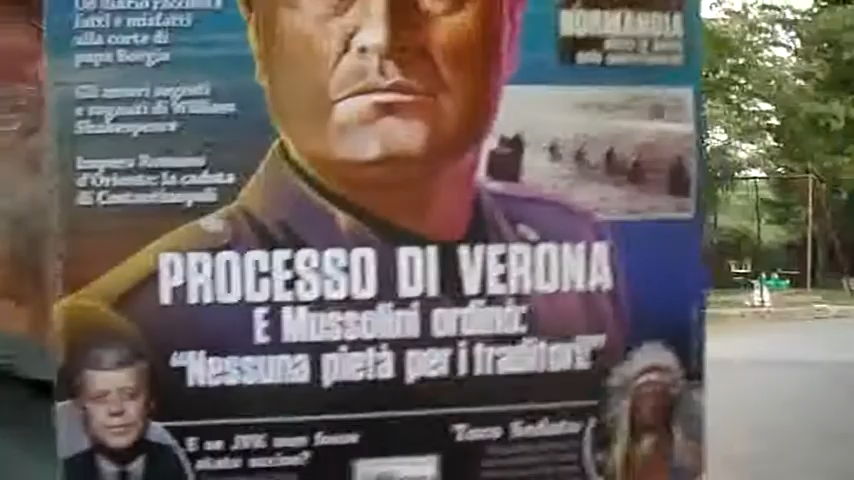 Un diario racconta
fatti e misfatti
alla corte di
papa Borgia
Gli amori segreti
e segnati di William
Shakespeare
Impero Romano
d'Oriente: la caduta
di Costantinopoli
NORMANDIA
PROCESSO DI VERONA
E Mussolini ordinò:
"Nessuna pietà per i traditori!"
E se JFK non fosse
stato ucciso?
Toro Seduto